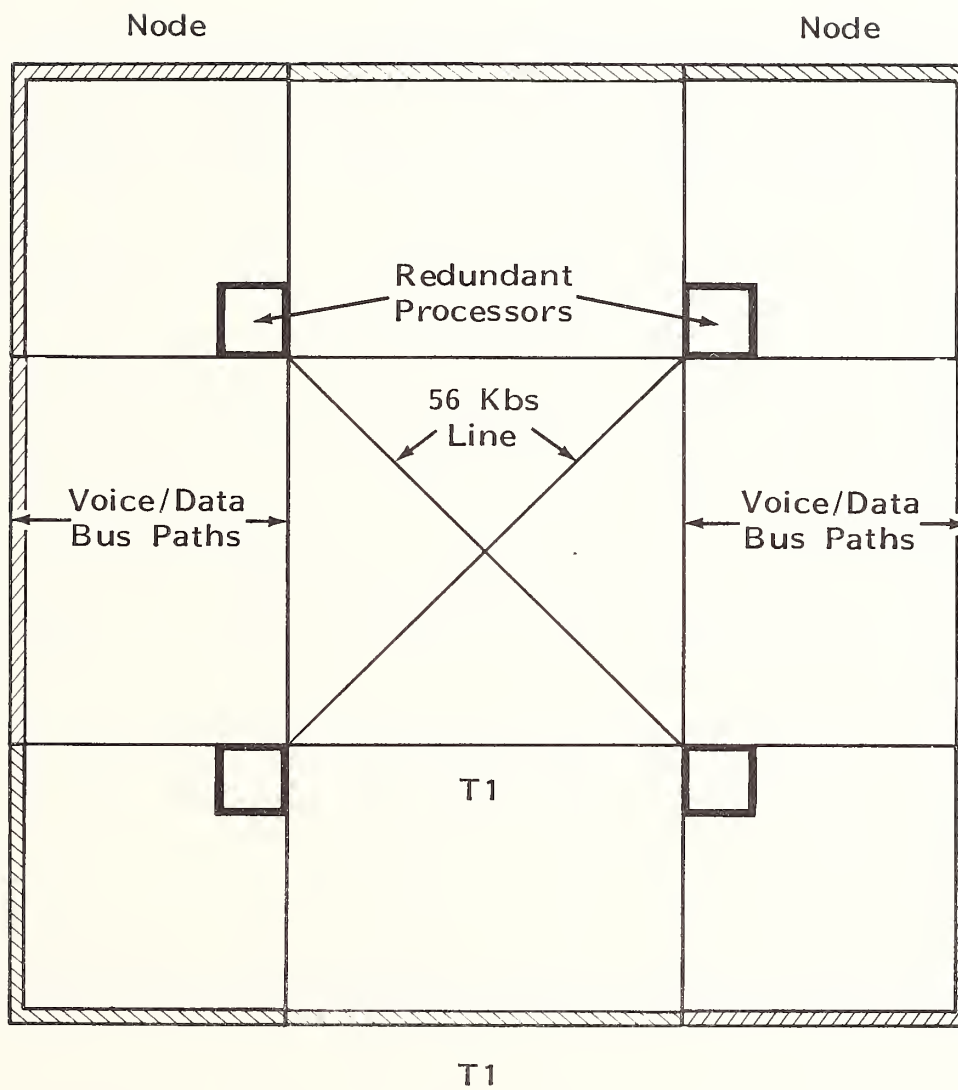 Node
Node
Redundant
Processors
56 Kbs
Line
Voice/Data
Bus Paths
Voice/Data
Bus Paths
T1
T1